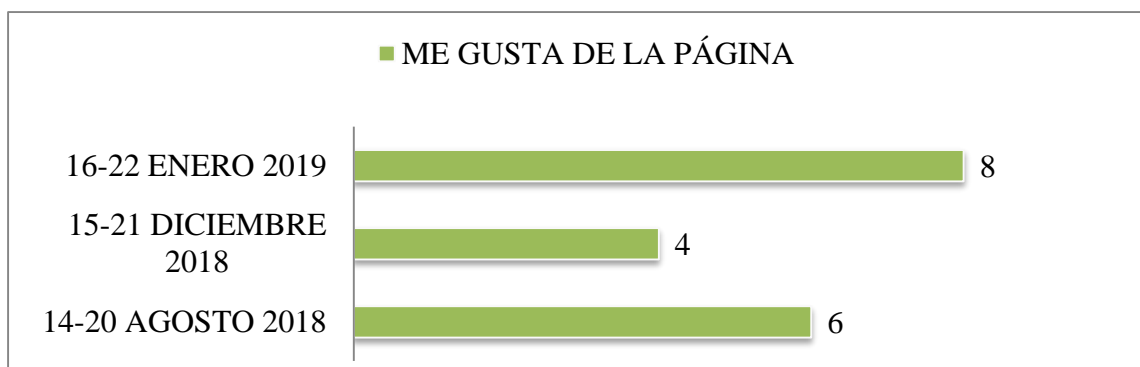 ME GUSTA DE LA PÁGINA
16-22 ENERO 2019
8
15-21 DICIEMBRE
2018
4
14-20 AGOSTO 2018
6